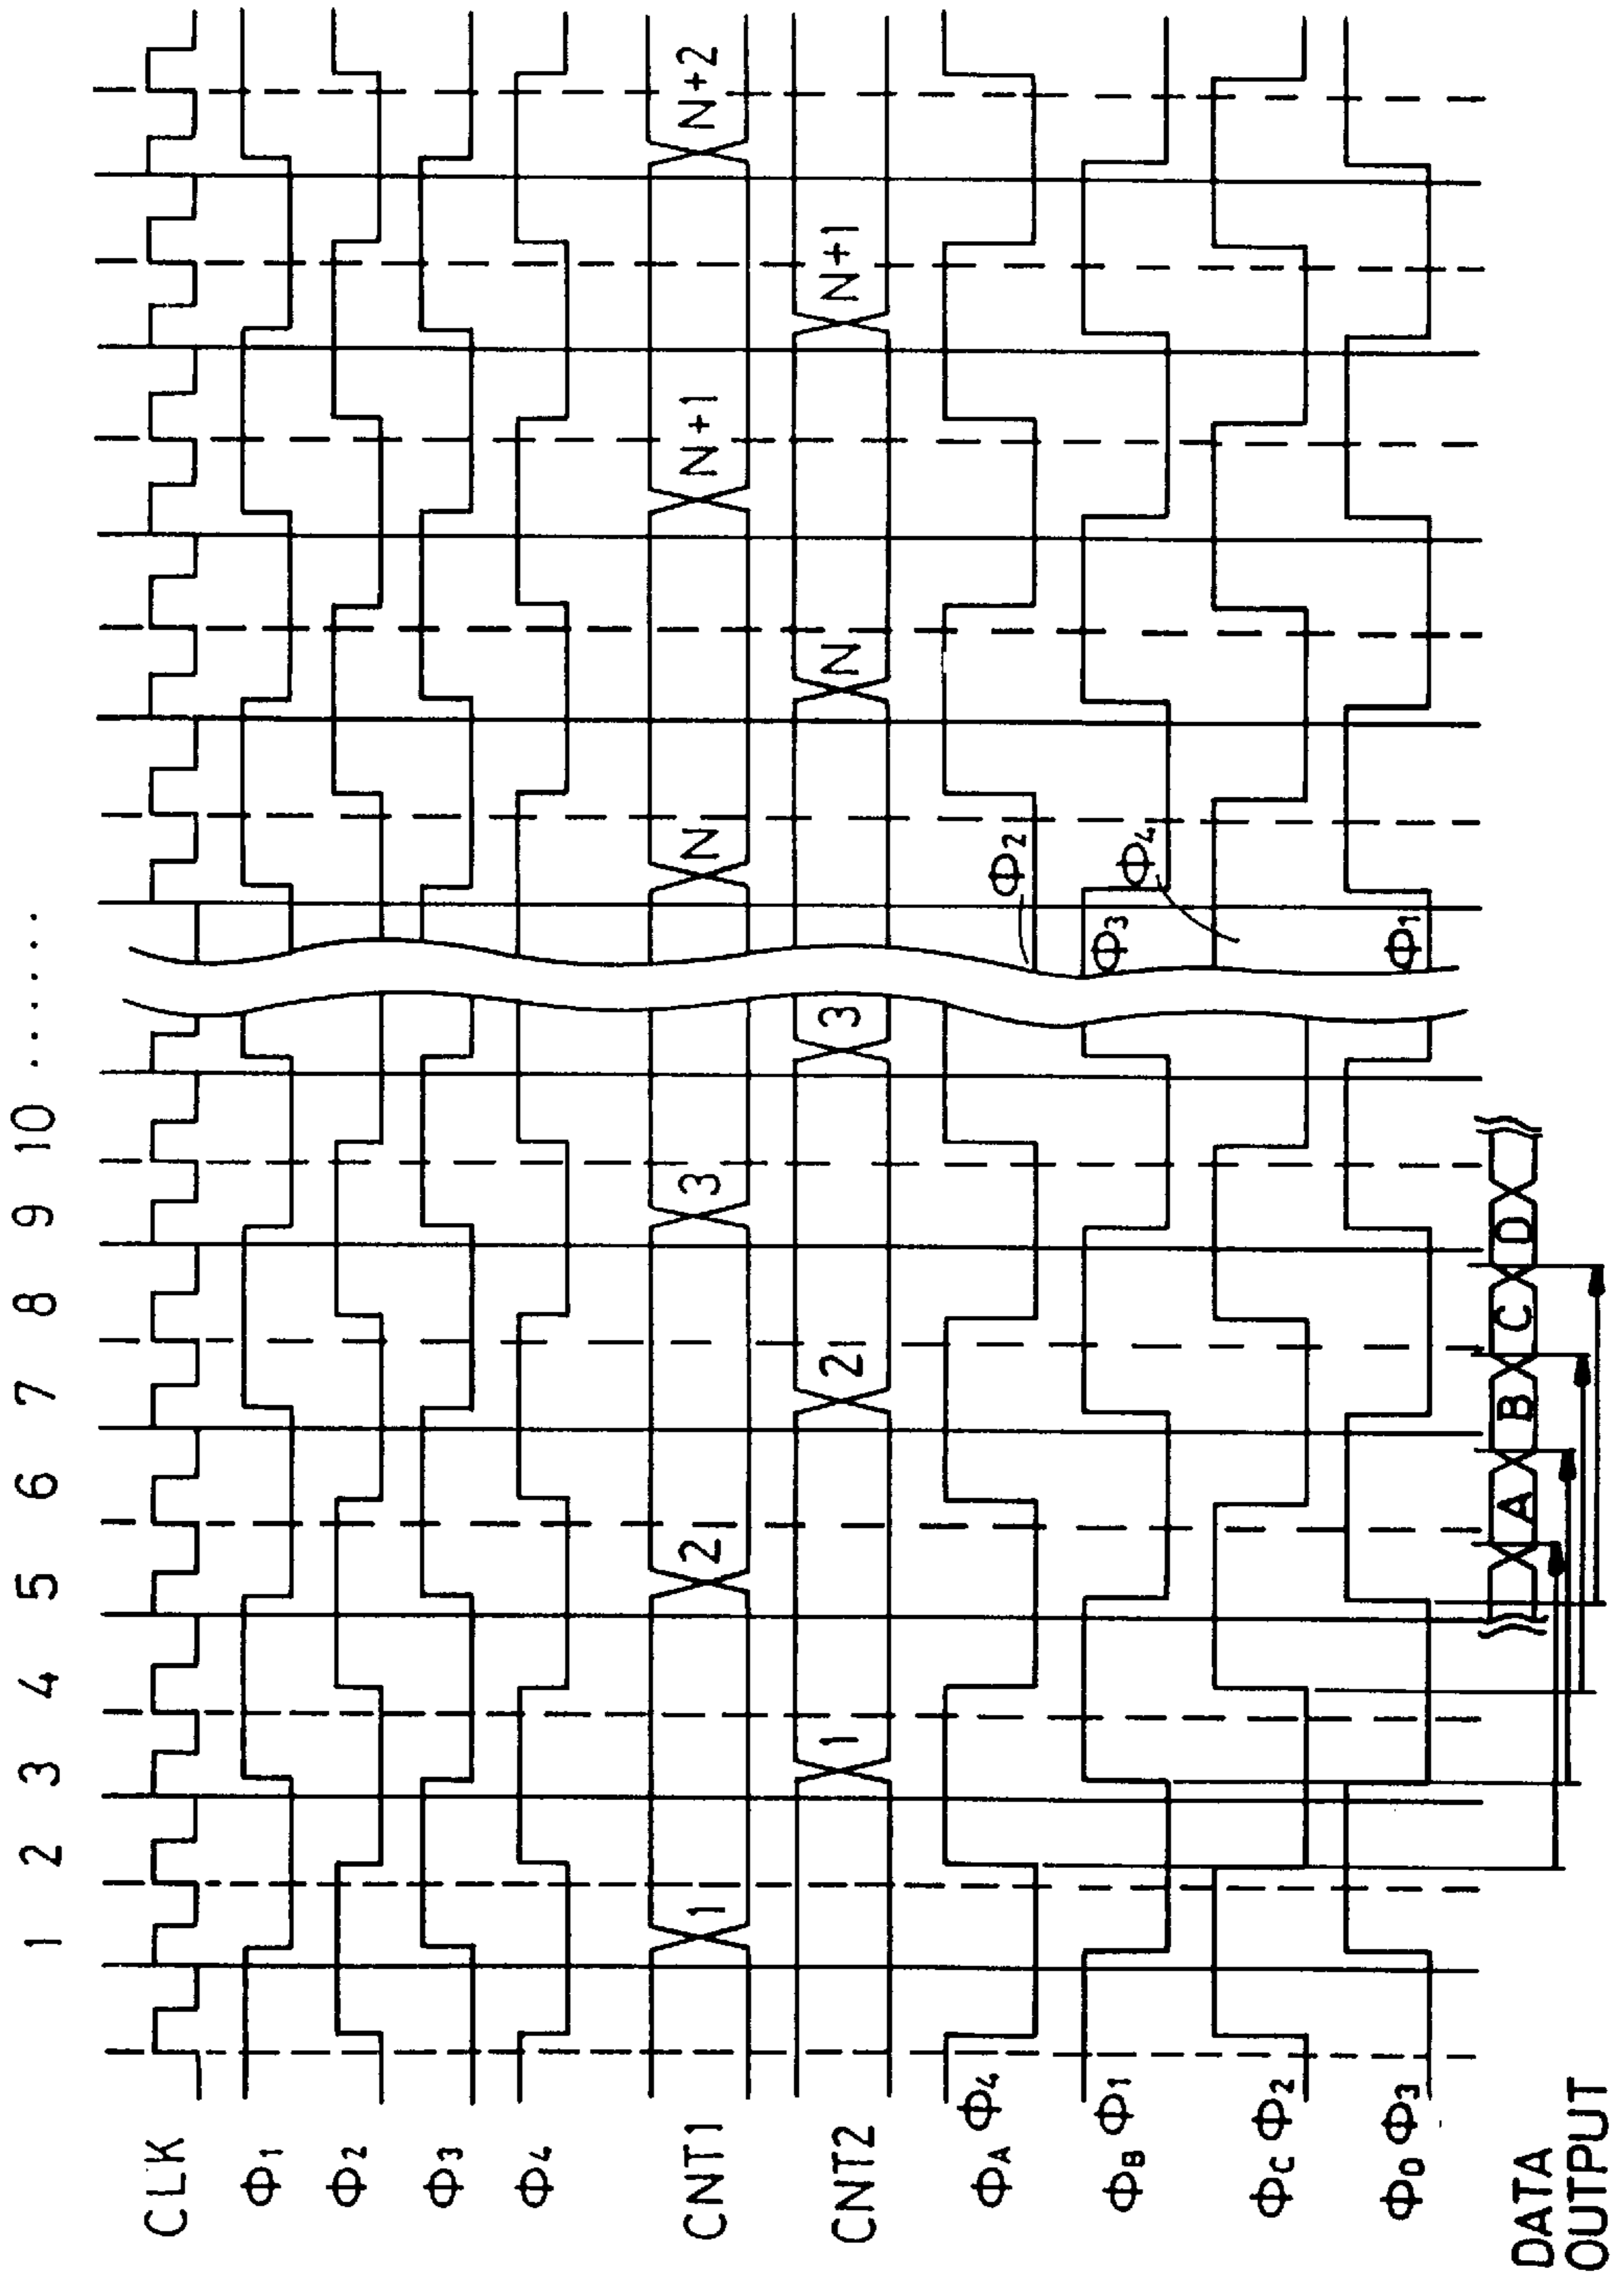 1 2 3 4 5 6 7 8 9 10 ......
CLK
Φ1
Φ2
Φ3
Φ4
CNT1 1 2 3 N N+1 N+2
CNT2 1 2 3 N N+1
ΦA Φ4 Φ2
ΦB Φ1 Φ3
ΦC Φ2 Φ4
ΦD Φ3 Φ1
DATA
OUTPUT A B C D